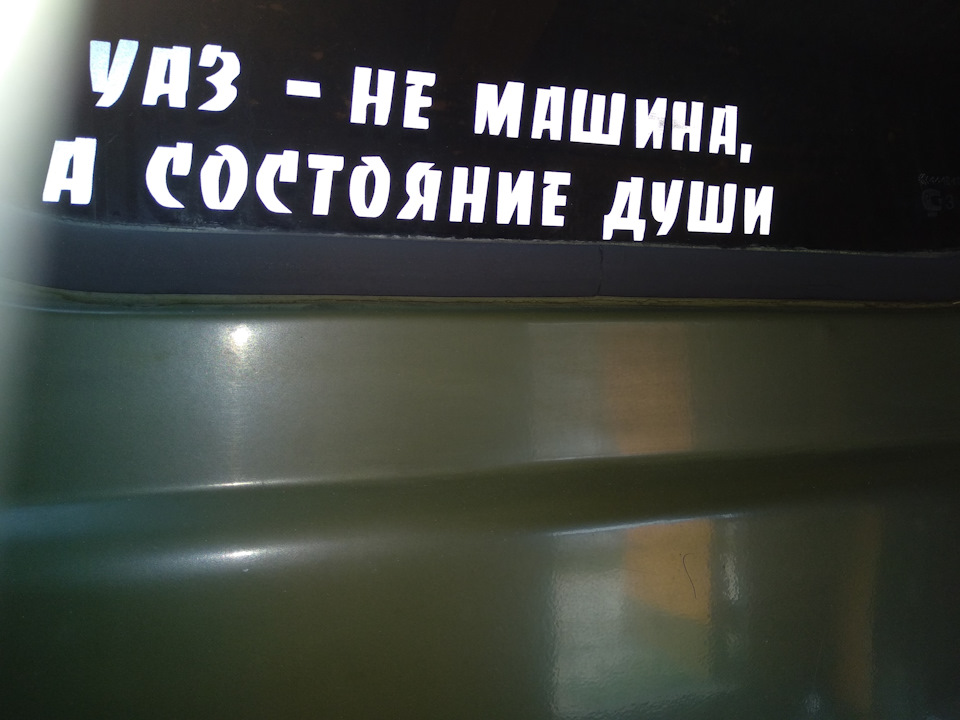 УАЗ - НЕ МАШИНА,
А СОСТОЯНИЕ ДУШИ